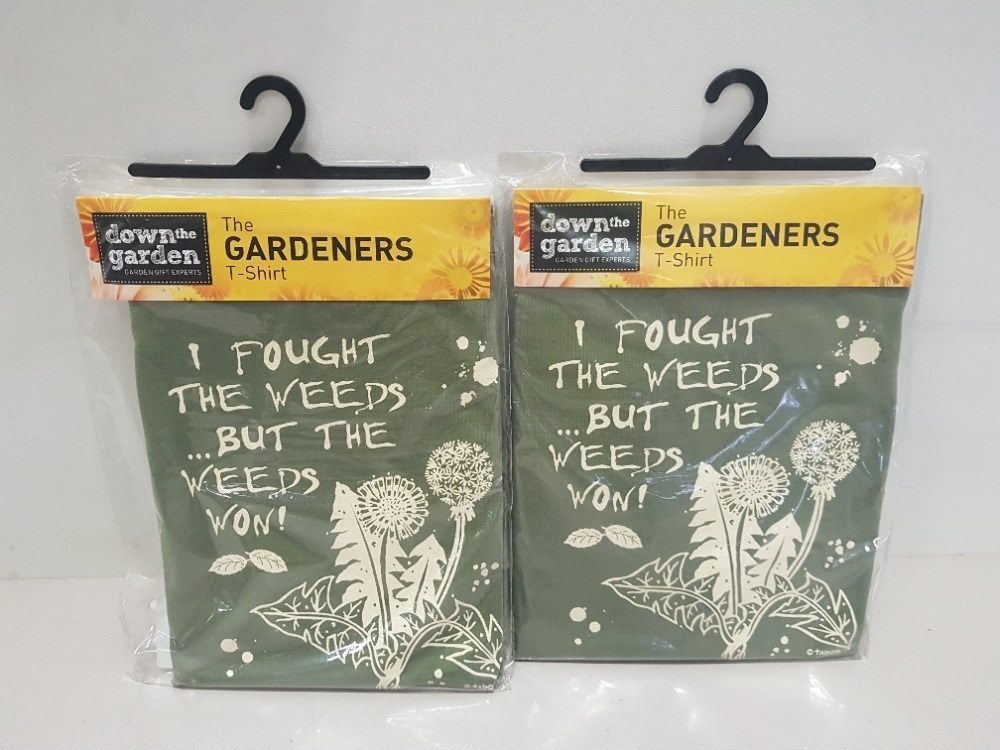 down the
garden
GARDEN GIFT EXPERTS
The
GARDENERS
T-Shirt
I FOUGHT
THE WEEDS
...BUT THE
WEEDS
WON!
down the
garden
GARDEN GIFT EXPERTS
The
GARDENERS
T-Shirt
I FOUGHT
THE WEEDS
...BUT THE
WEEDS
WON!